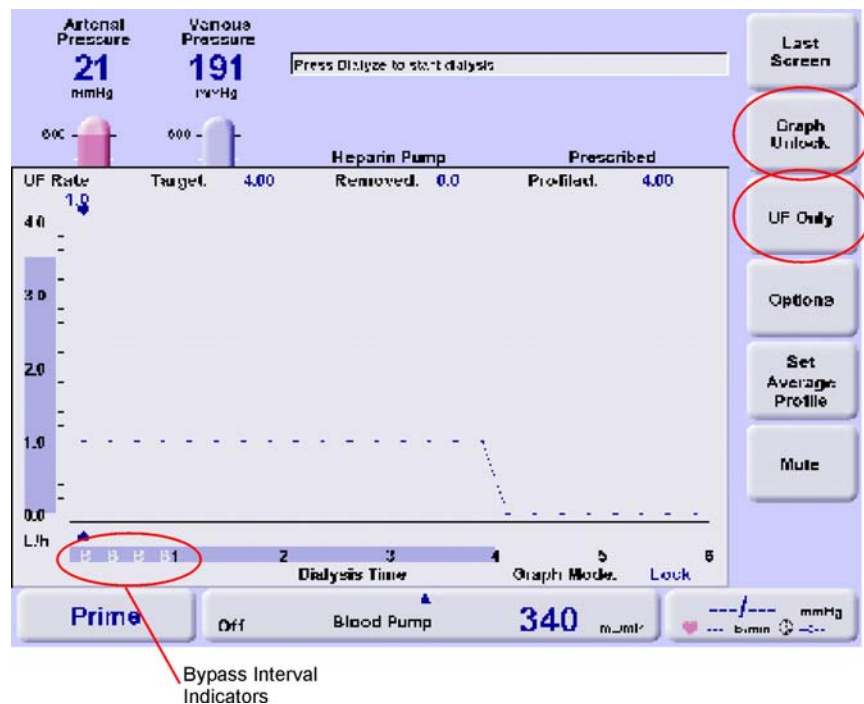 Arterial
Pressure
21
mmHg
Venous
Pressure
191
mmHg
Press Dialyze to start dialysis
Last
Screen
600
600
Graph
Unlock
Heparin Pump
Prescribed
UF Rate
Target: 4.00
Removed: 0.0
Profiled: 4.00
1.0
UF Only
4.0
3.0
Options
2.0
Set
Average
Profile
1.0
Mute
0.0
L/h
B B B B 1 2 3 4 5 6
Dialysis Time
Graph Mode: Lock
Prime
Off
Blood Pump
340 mL/min
---/--- mmHg
--- b/min --:--
Bypass Interval
Indicators